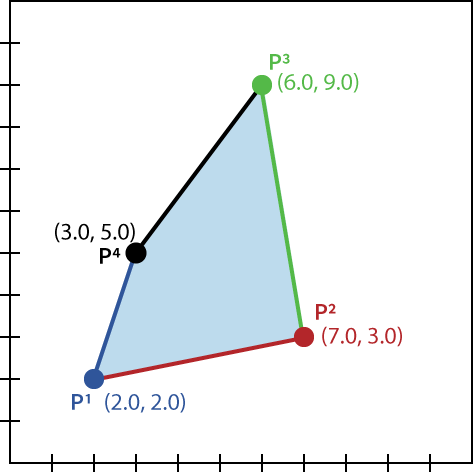 P³
(6.0, 9.0)
(3.0, 5.0)
P⁴
P²
(7.0, 3.0)
P¹ (2.0, 2.0)